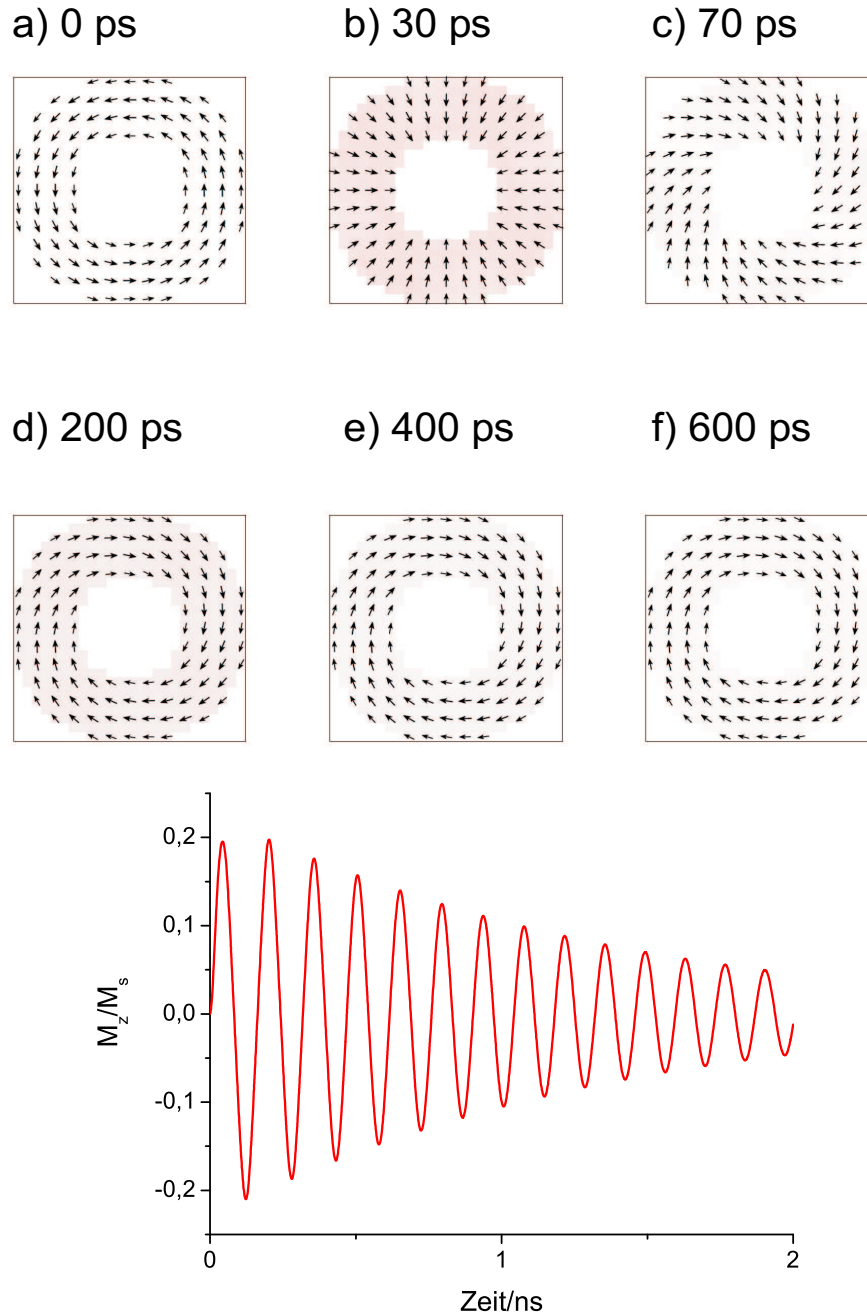 a) 0 ps
b) 30 ps
c) 70 ps
d) 200 ps
e) 400 ps
f) 600 ps
0,2
0,1
0,0
-0,1
-0,2
M_z/M_s
0
1
2
Zeit/ns